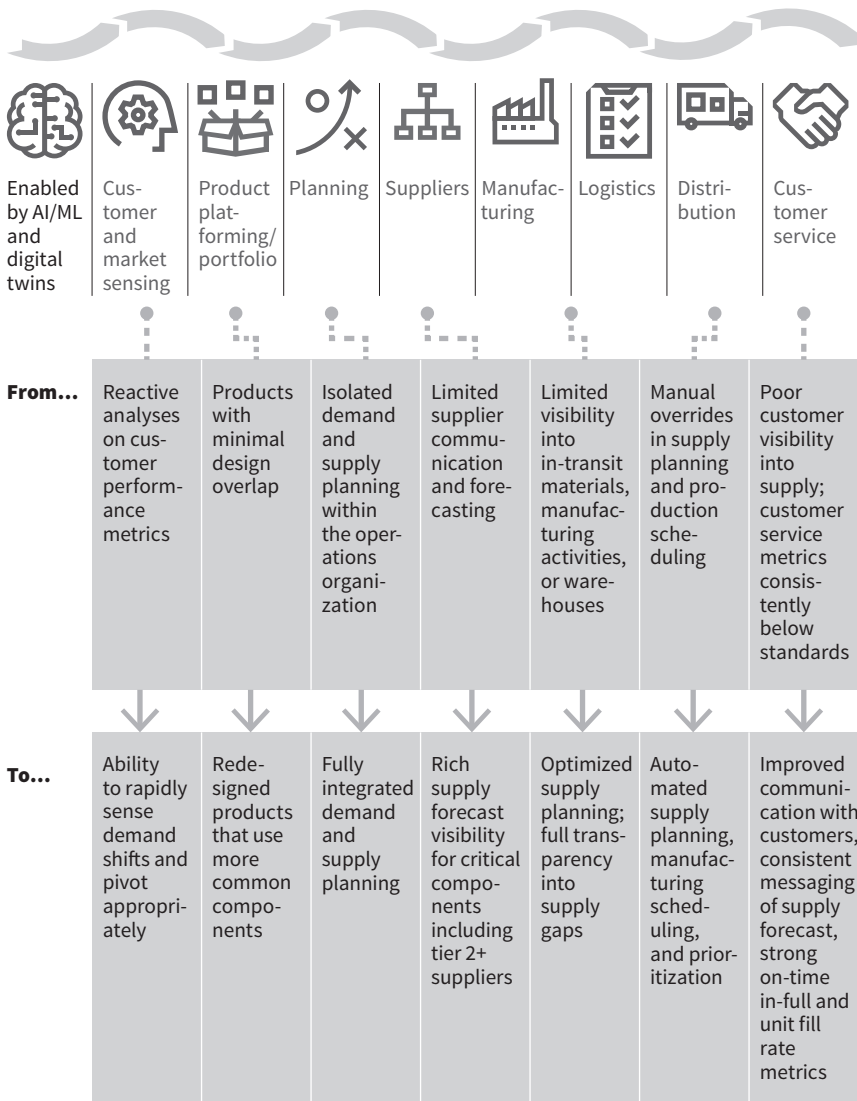 Enabled
by AI/ML
and
digital
twins
Cus-
tomer
and
market
sensing
Product
plat-
forming/
portfolio
Planning
Suppliers
Manufac-
turing
Logistics
Distri-
bution
Cus-
tomer
service
From...
Reactive
analyses
on cus-
tomer
perform-
ance
metrics
Products
with
minimal
design
overlap
Isolated
demand
and
supply
planning
within
the oper-
ations
organi-
zation
Limited
supplier
commu-
nication
and fore-
casting
Limited
visibility
into
in-transit
materials,
manufac-
turing
activities,
or ware-
houses
Manual
overrides
in supply
planning
and pro-
duction
sche-
duling
Poor
customer
visibility
into
supply;
customer
service
metrics
consis-
tently
below
standards
To...
Ability
to rapidly
sense
demand
shifts and
pivot
appropri-
ately
Rede-
signed
products
that use
more
common
compo-
nents
Fully
integrated
demand
and
supply
planning
Rich
supply
forecast
visibility
for critical
compo-
nents
including
tier 2+
suppliers
Optimized
supply
planning;
full trans-
parency
into
supply
gaps
Auto-
mated
supply
planning,
manufac-
turing
sched-
uling,
and prior-
itization
Improved
communi-
cation with
customers,
consistent
messaging
of supply
forecast,
strong
on-time
in-full and
unit fill
rate
metrics